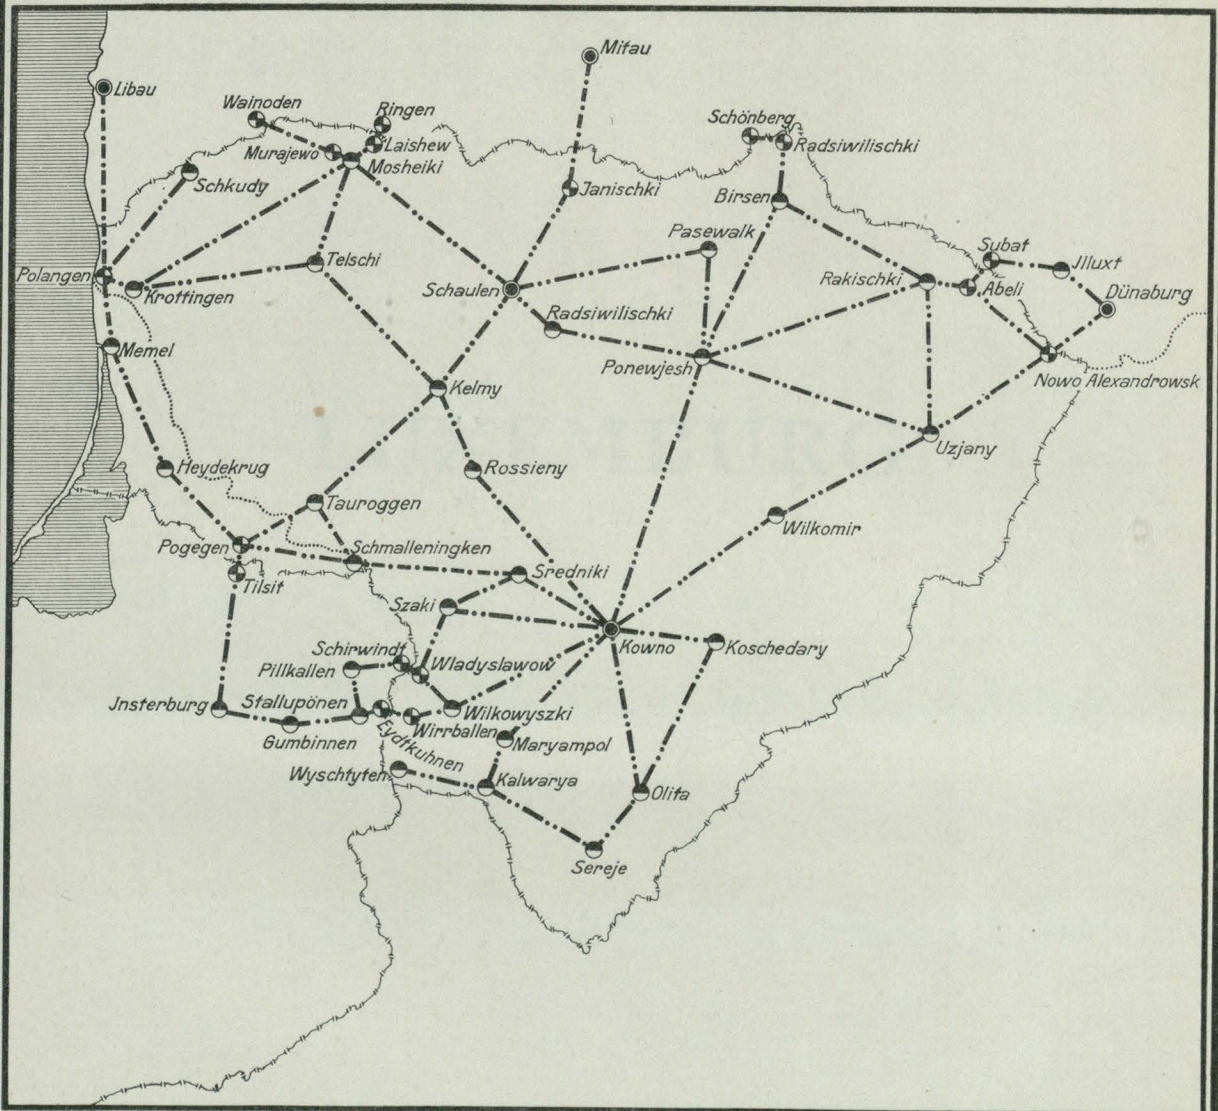 Mitau
Libau
Wainoden
Ringen
Schönberg
Murajewo
Laishew
Radsiwilischki
Mosheiki
Schkudy
Janischki
Birsen
Pasewalk
Subat
Jlluxt
Telschi
Polangen
Krottingen
Schaulen
Rakischki
Abeli
Dünaburg
Radsiwilischki
Memel
Ponewjesh
Nowo Alexandrowsk
Kelmy
Uzjany
Heydekrug
Rossieny
Tauroggen
Wilkomir
Pogegen
Schmalleningken
Sredniki
Tilsit
Szaki
Kowno
Koschedary
Schirwindt
Pillkallen
Wladyslawow
Jnsterburg
Stallupönen
Wilkowyszki
Gumbinnen
Eydtkuhnen
Wirrballen
Maryampol
Wyschtyten
Kalwarya
Olita
Sereje